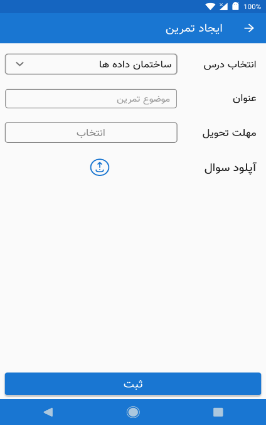 100%
ایجاد تمرین
انتخاب درس
ساختمان داده ها
عنوان
موضوع تمرین
مهلت تحویل
انتخاب
آپلود سوال
ثبت